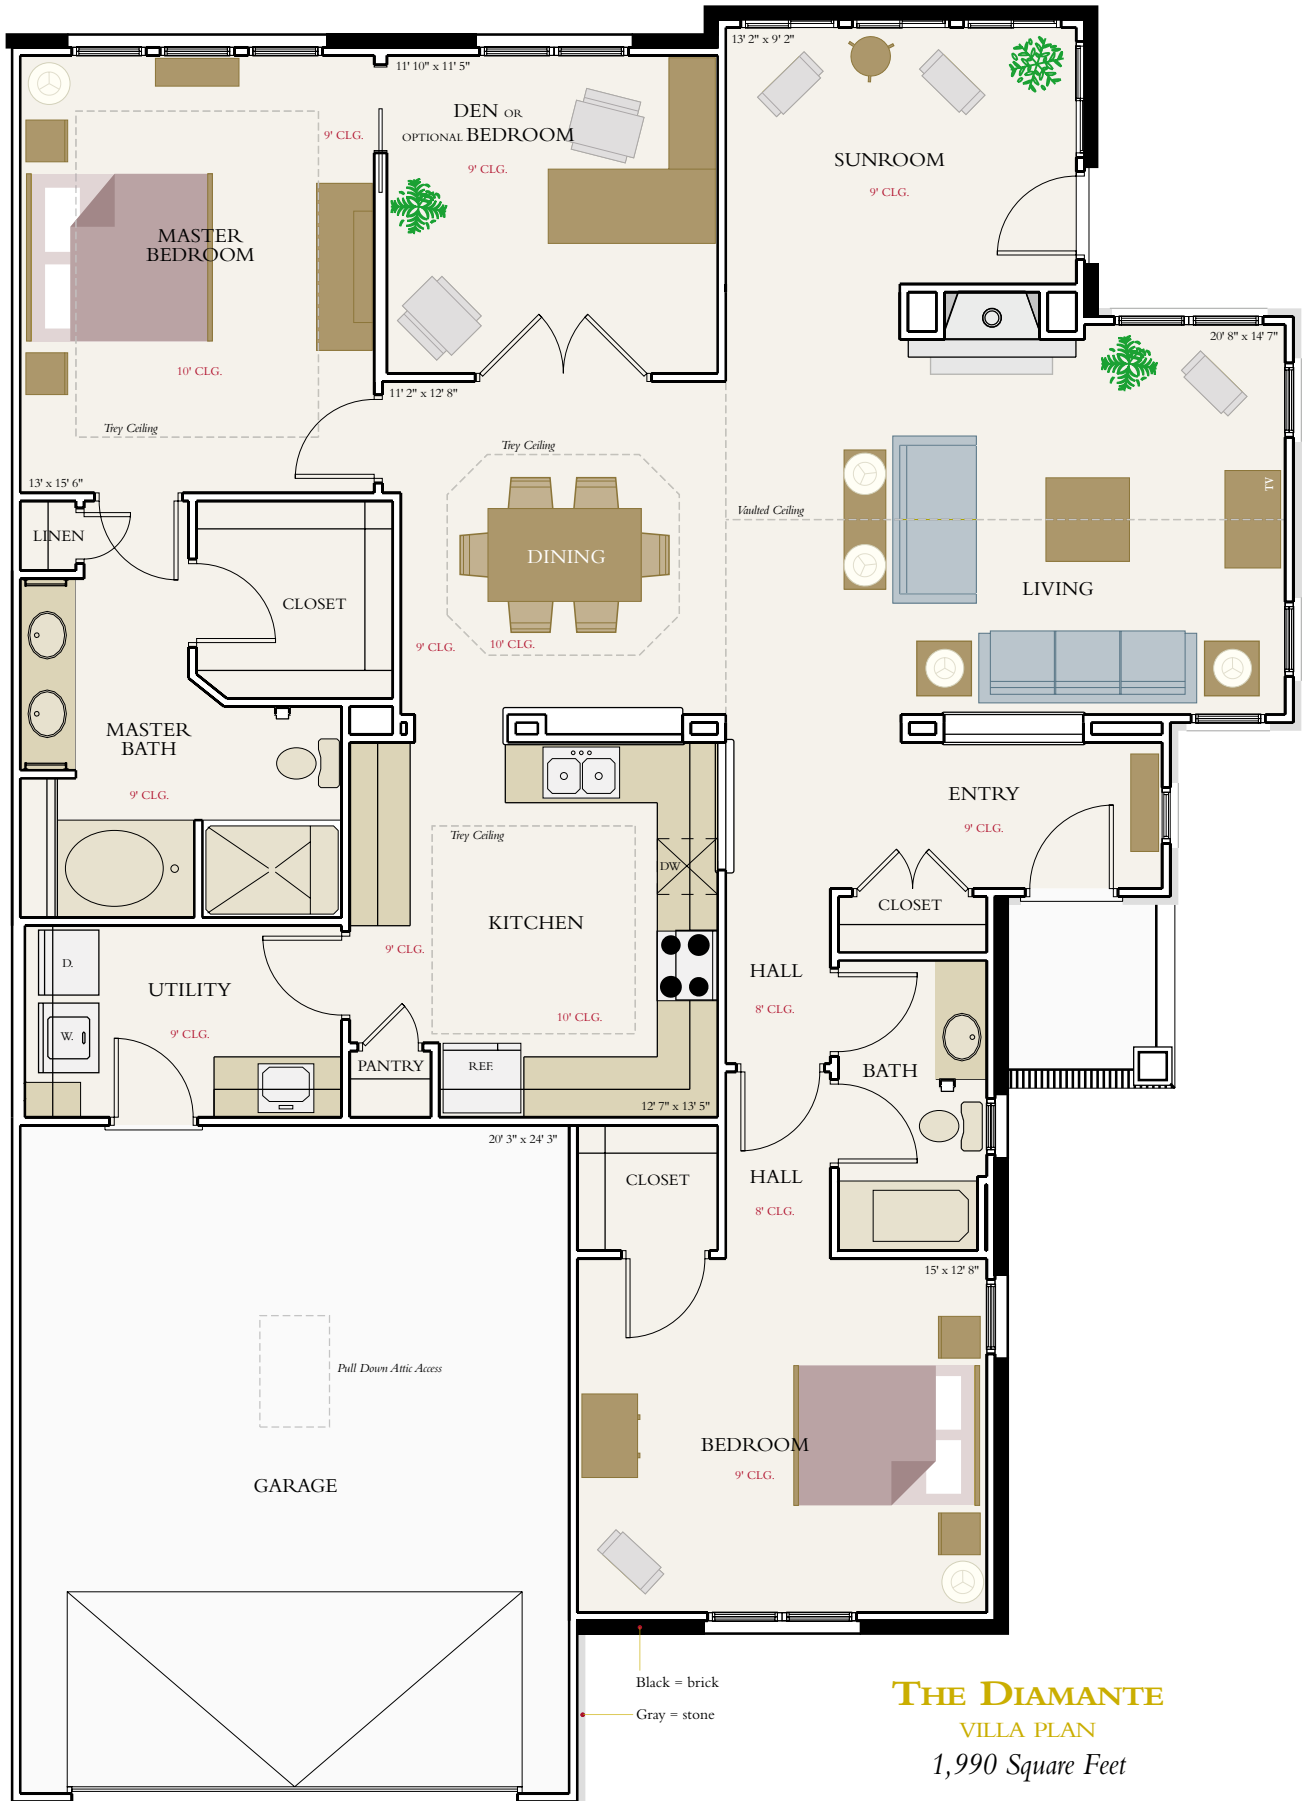 13' 2" x 9' 2"
11' 10" x 11' 5"
DEN OR
OPTIONAL BEDROOM
9' CLG.
9' CLG.
SUNROOM
9' CLG.
MASTER
BEDROOM
10' CLG.
Trey Ceiling
13' x 15' 6"
20' 8" x 14' 7"
11' 2" x 12' 8"
Trey Ceiling
DINING
9' CLG.
10' CLG.
Vaulted Ceiling
TV
LIVING
LINEN
CLOSET
MASTER
BATH
9' CLG.
ENTRY
9' CLG.
Trey Ceiling
DW
KITCHEN
9' CLG.
10' CLG.
CLOSET
HALL
8' CLG.
D.
UTILITY
W.
9' CLG.
PANTRY
REF.
BATH
12' 7" x 13' 5"
20' 3" x 24' 3"
CLOSET
HALL
8' CLG.
15' x 12' 8"
Pull Down Attic Access
BEDROOM
9' CLG.
GARAGE
Black = brick
Gray = stone
THE DIAMANTE
VILLA PLAN
1,990 Square Feet